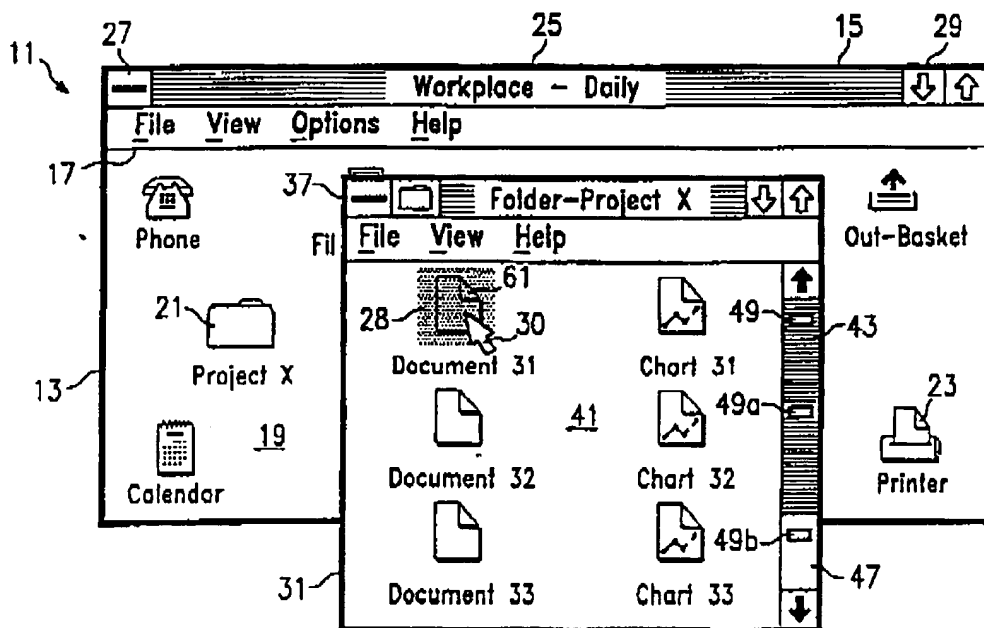 27 25 15 29
11
Workplace - Daily
File View Options Help
17
37
Folder-Project X
Phone
Fil
File View Help
Out-Basket
61
21
28
30
49
43
Project X
Document 31
Chart 31
13
49a
23
19
41
Calendar
Document 32
Chart 32
Printer
49b
31
47
Document 33
Chart 33